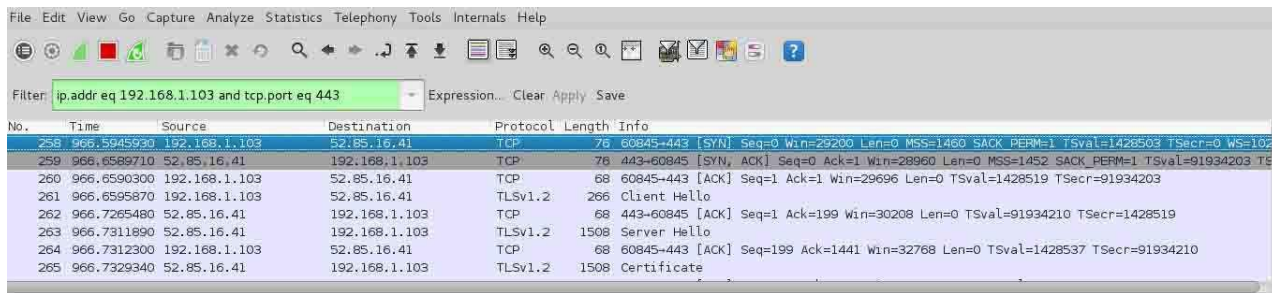 File Edit View Go Capture Analyze Statistics Telephony Tools Internals Help
Filter: ip.addr eq 192.168.1.103 and tcp.port eq 443 Expression... Clear Apply Save
No. Time Source Destination Protocol Length Info
258 966.5945930 192.168.1.103 52.85.16.41 TCP 76 60845→443 [SYN] Seq=0 Win=29200 Len=0 MSS=1460 SACK_PERM=1 TSval=1428503 TSecr=0 WS=102
259 966.6589710 52.85.16.41 192.168.1.103 TCP 76 443→60845 [SYN, ACK] Seq=0 Ack=1 Win=28960 Len=0 MSS=1452 SACK_PERM=1 TSval=91934203 TS
260 966.6590300 192.168.1.103 52.85.16.41 TCP 68 60845→443 [ACK] Seq=1 Ack=1 Win=29696 Len=0 TSval=1428519 TSecr=91934203
261 966.6595870 192.168.1.103 52.85.16.41 TLSv1.2 266 Client Hello
262 966.7265480 52.85.16.41 192.168.1.103 TCP 68 443→60845 [ACK] Seq=1 Ack=199 Win=30208 Len=0 TSval=91934210 TSecr=1428519
263 966.7311890 52.85.16.41 192.168.1.103 TLSv1.2 1508 Server Hello
264 966.7312300 192.168.1.103 52.85.16.41 TCP 68 60845→443 [ACK] Seq=199 Ack=1441 Win=32768 Len=0 TSval=1428537 TSecr=91934210
265 966.7329340 52.85.16.41 192.168.1.103 TLSv1.2 1508 Certificate